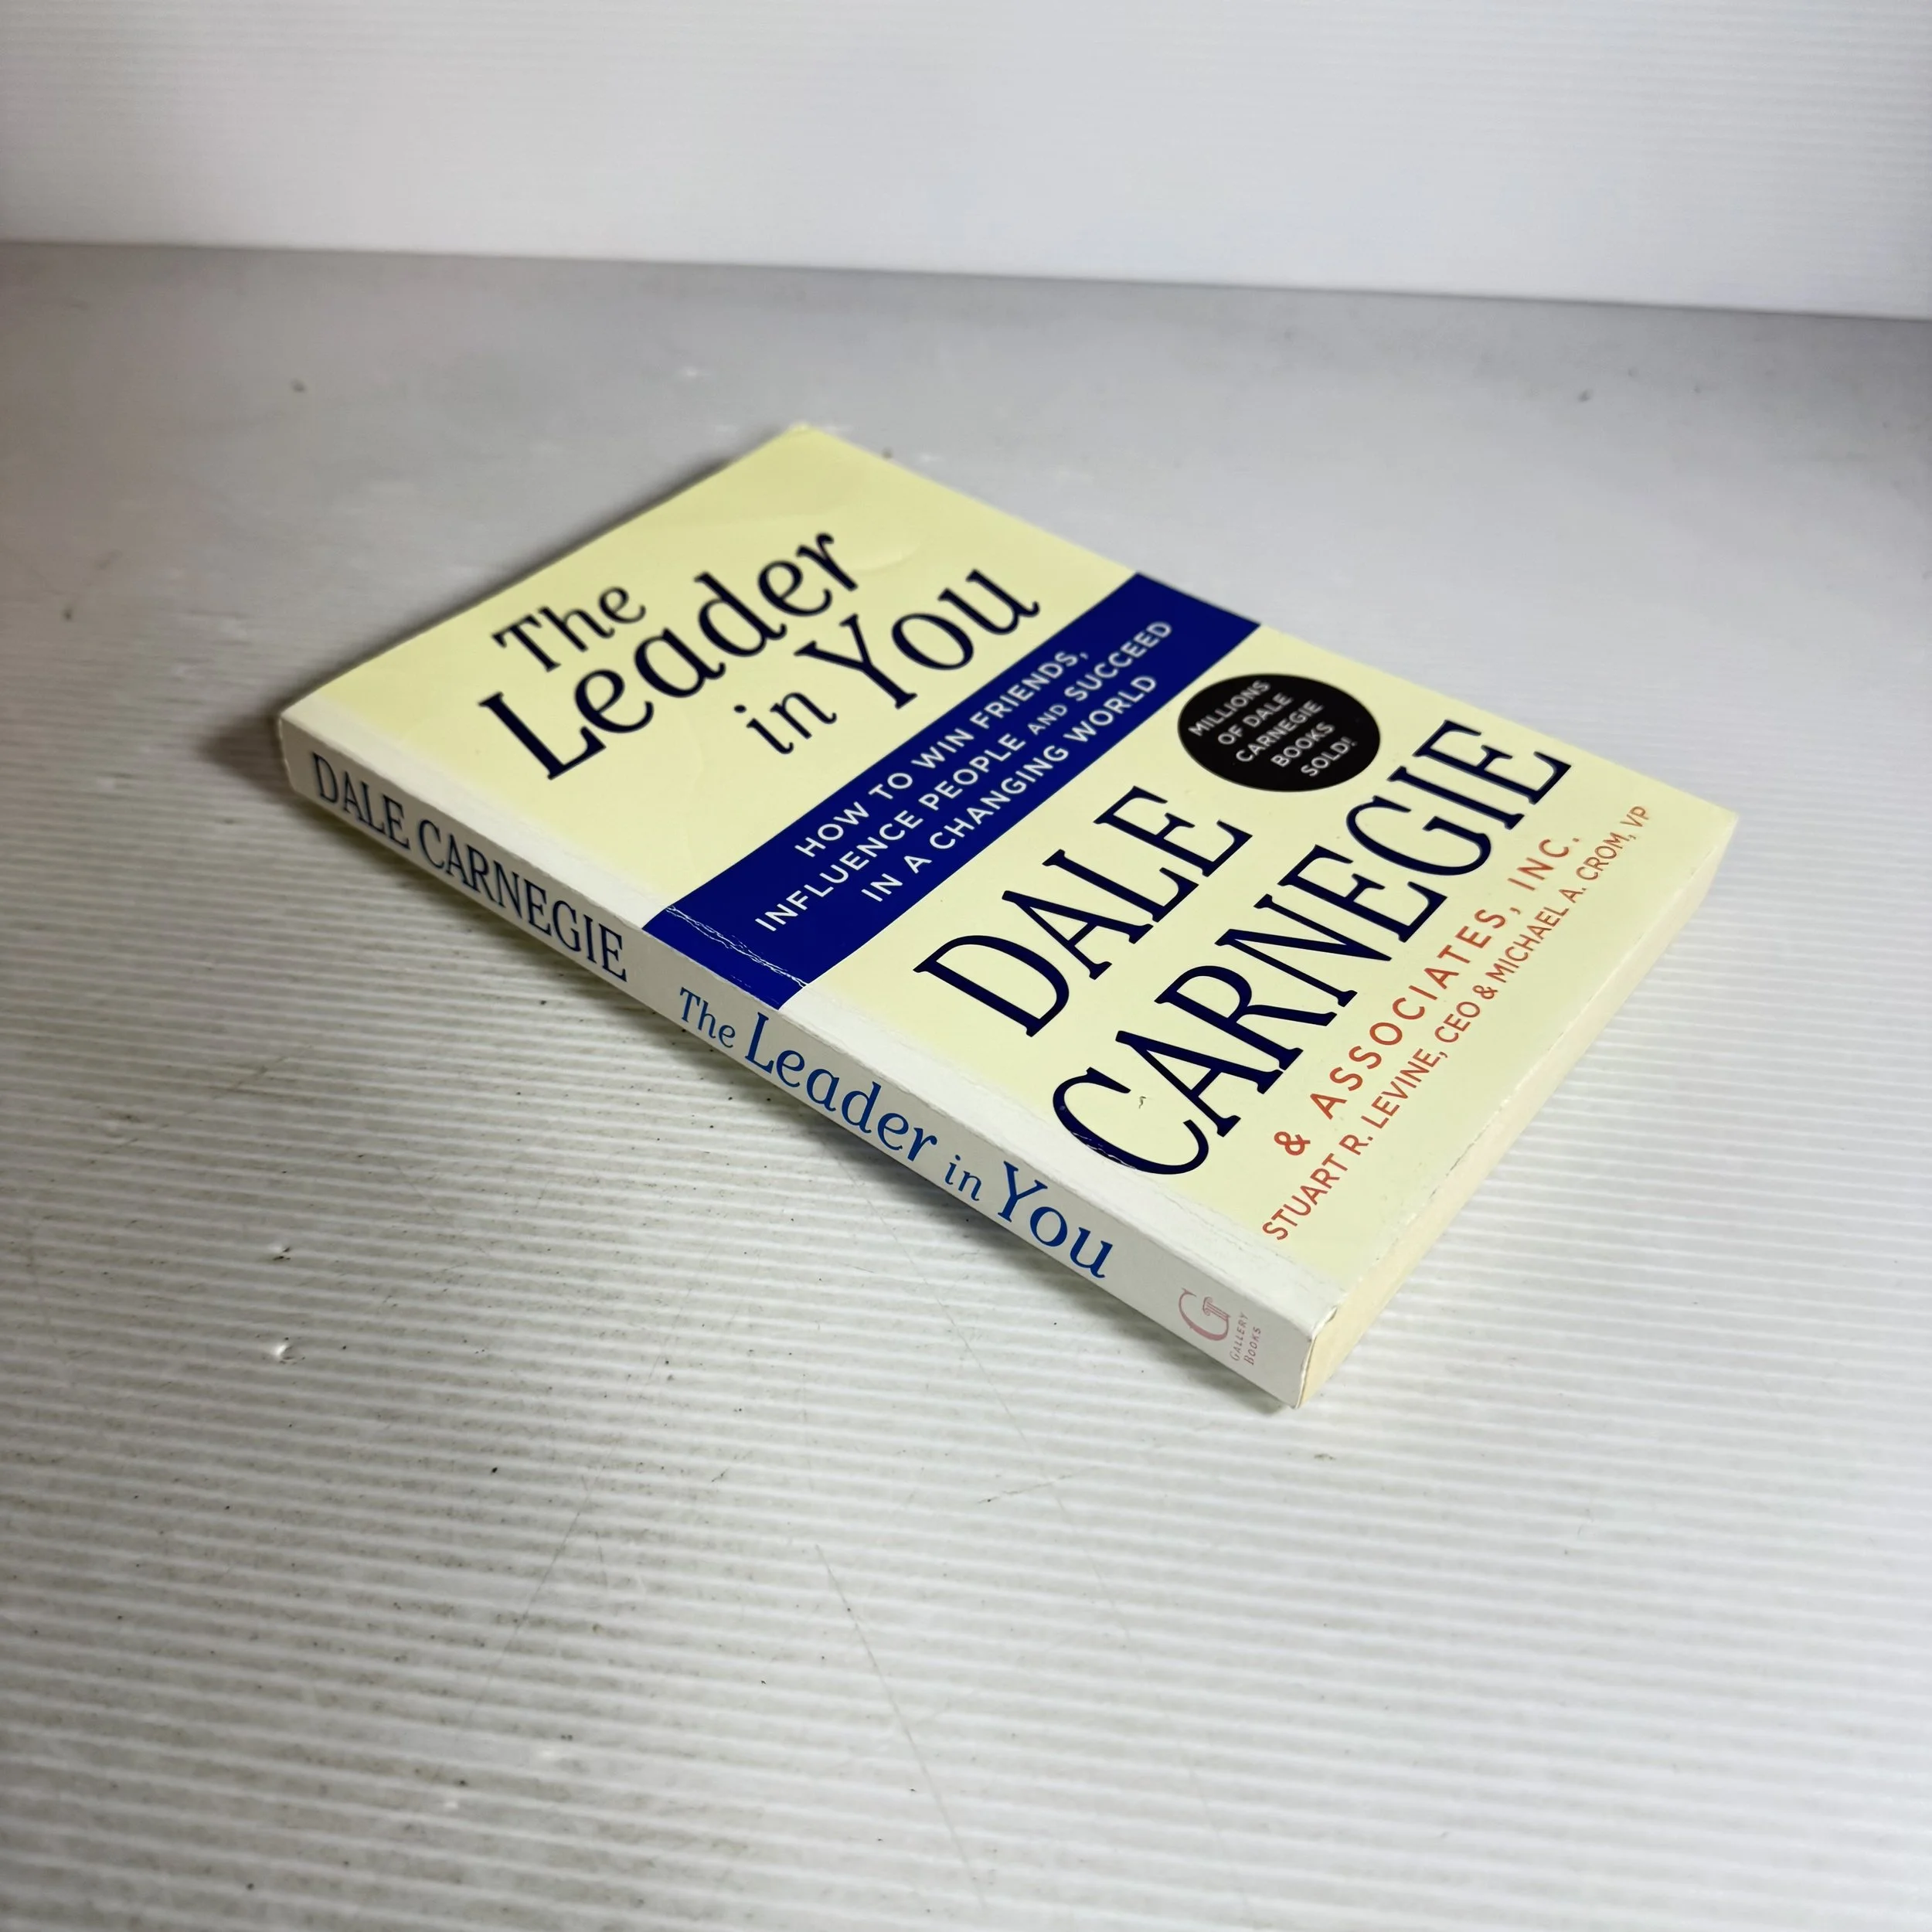 The
Leader
in You
HOW TO WIN FRIENDS,
INFLUENCE PEOPLE AND SUCCEED
IN A CHANGING WORLD
MILLIONS
OF DALE
CARNEGIE
BOOKS
SOLD!
DALE
CARNEGIE
& ASSOCIATES, INC.
STUART R. LEVINE, CEO & MICHAEL A. CROM, VP
DALE CARNEGIE The Leader in You
G
GALLERY
BOOKS